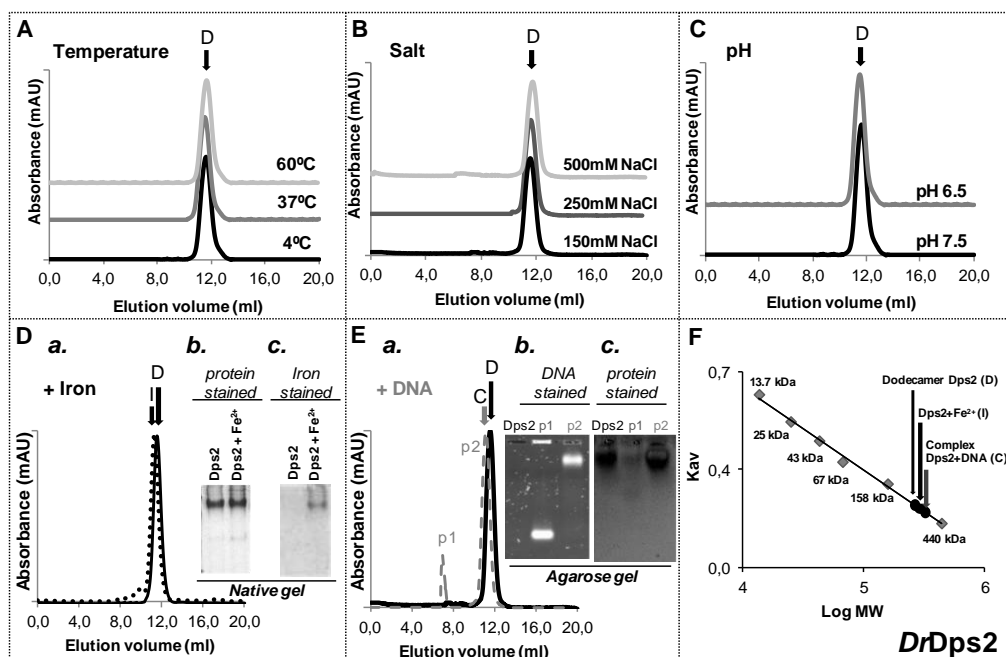 A
Temperature
D
Absorbance (mAU)
60ºC
37ºC
4ºC
0,0 4,0 8,0 12,0 16,0 20,0
Elution volume (ml)
B
Salt
D
Absorbance (mAU)
500mM NaCl
250mM NaCl
150mM NaCl
0,0 4,0 8,0 12,0 16,0 20,0
Elution volume (ml)
C
pH
D
Absorbance (mAU)
pH 6.5
pH 7.5
0,0 4,0 8,0 12,0 16,0 20,0
Elution volume (ml)
D
a.
+ Iron
I D
Absorbance (mAU)
0,0 4,0 8,0 12,0 16,0 20,0
Elution volume (ml)
b.
protein
stained
Dps2
Dps2 + Fe²⁺
c.
Iron
stained
Dps2
Dps2 + Fe²⁺
Native gel
E
a.
+ DNA
D
C
p2
p1
Absorbance (mAU)
0,0 4,0 8,0 12,0 16,0 20,0
Elution volume (ml)
b.
DNA
stained
Dps2 p1 p2
c.
protein
stained
Dps2 p1 p2
Agarose gel
F
Kav
0,7
0,4
0,0
13.7 kDa
25 kDa
43 kDa
67 kDa
158 kDa
440 kDa
Dodecamer Dps2 (D)
Dps2+Fe²⁺(I)
Complex
Dps2+DNA (C)
4 5 6
Log MW
DrDps2